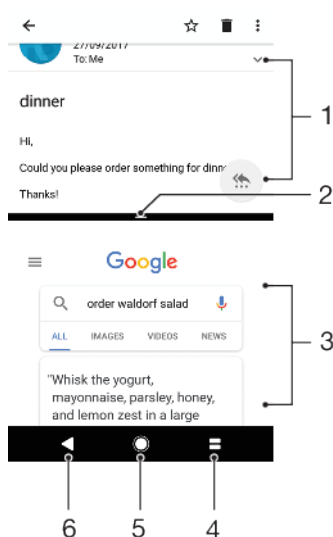 27/09/2017
To: Me
dinner
1
Hi,
Could you please order something for
Thanks!
2
Google
order waldorf salad
ALL IMAGES VIDEOS NEWS
3
"Whisk the yogurt,
mayonnaise, parsley, honey,
and lemon zest in a large
6 5 4